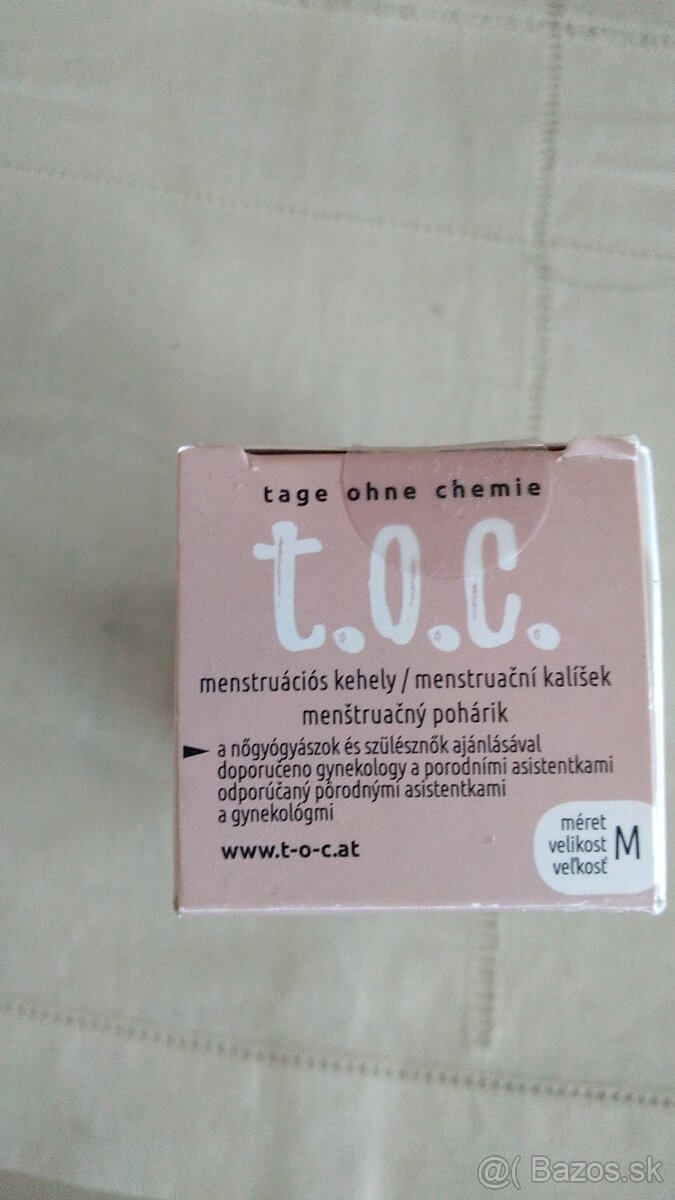 tage ohne chemie
t.o.c.
menstruációs kehely / menstruační kalíšek
menštruačný pohárik
a nőgyógyászok és szülésznők ajánlásával
doporučeno gynekology a porodními asistentkami
odporúčaný pôrodnými asistentkami
a gynekológmi
www.t-o-c.at
méret
velikost
veľkosť
M
@( Bazos.sk